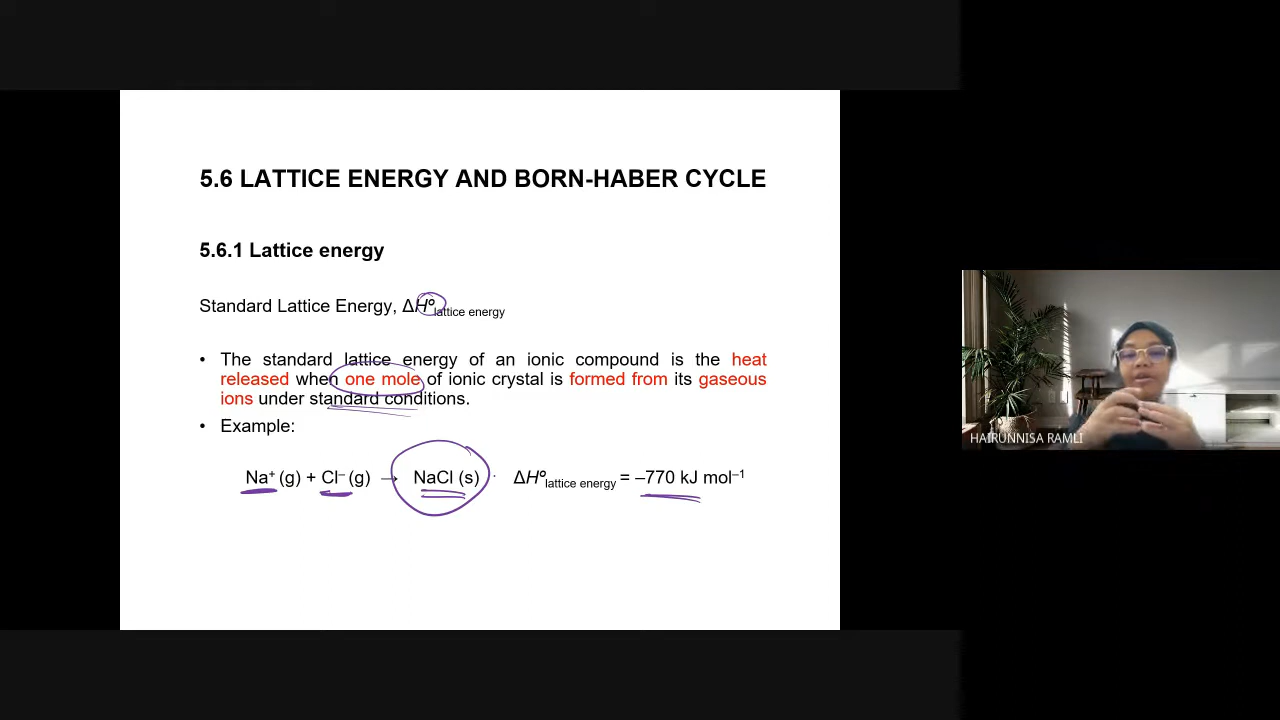 5.6 LATTICE ENERGY AND BORN-HABER CYCLE
5.6.1 Lattice energy
Standard Lattice Energy, ΔHº lattice energy
• The standard lattice energy of an ionic compound is the heat
released when one mole of ionic crystal is formed from its gaseous
ions under standard conditions.
• Example:
Na⁺ (g) + Cl⁻ (g) → NaCl (s) ΔHº lattice energy = –770 kJ mol⁻¹
HAIRUNNISA RAMLI